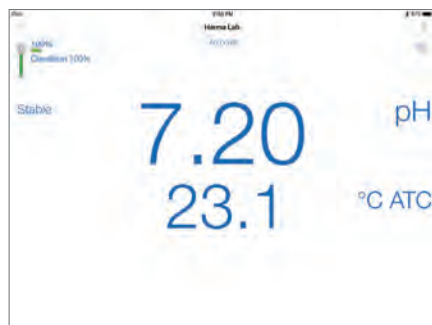 Hanna Lab
100%
Condition 100%
Stable
7.20
pH
23.1
°C ATC